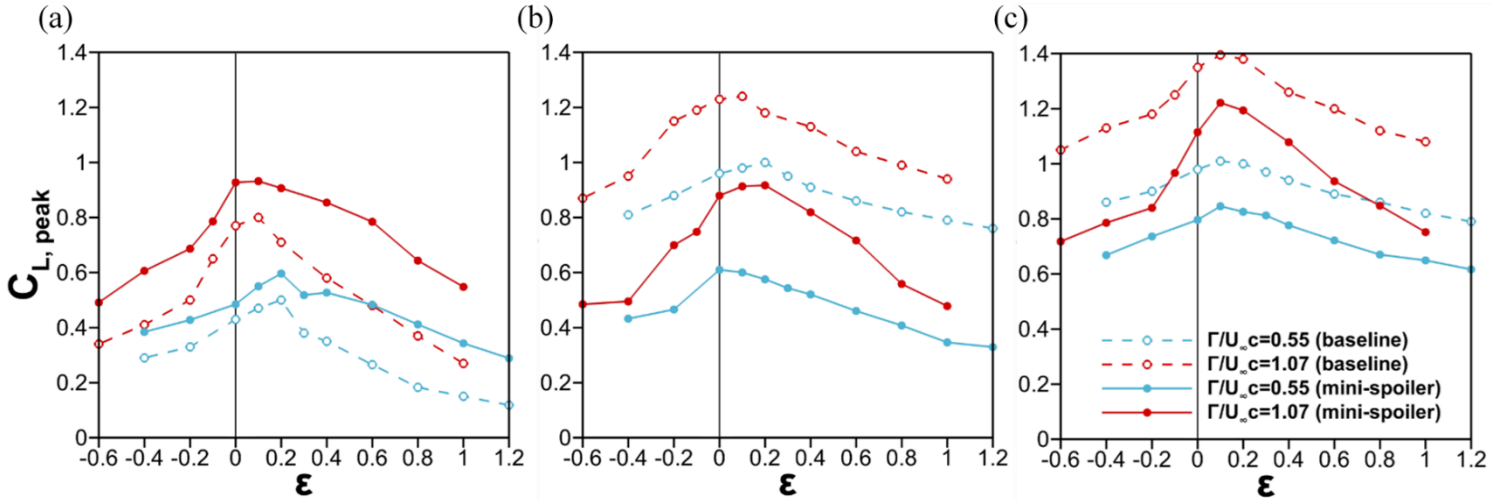 (a)
(b)
(c)
C_L, peak
1.4
1.2
1
0.8
0.6
0.4
0.2
0
-0.6 -0.4 -0.2 0 0.2 0.4 0.6 0.8 1 1.2
ε
1.4
1.2
1
0.8
0.6
0.4
0.2
0
-0.6 -0.4 -0.2 0 0.2 0.4 0.6 0.8 1 1.2
ε
1.4
1.2
1
0.8
0.6
0.4
0.2
0
Γ/U∞c=0.55 (baseline)
Γ/U∞c=1.07 (baseline)
Γ/U∞c=0.55 (mini-spoiler)
Γ/U∞c=1.07 (mini-spoiler)
-0.6 -0.4 -0.2 0 0.2 0.4 0.6 0.8 1 1.2
ε